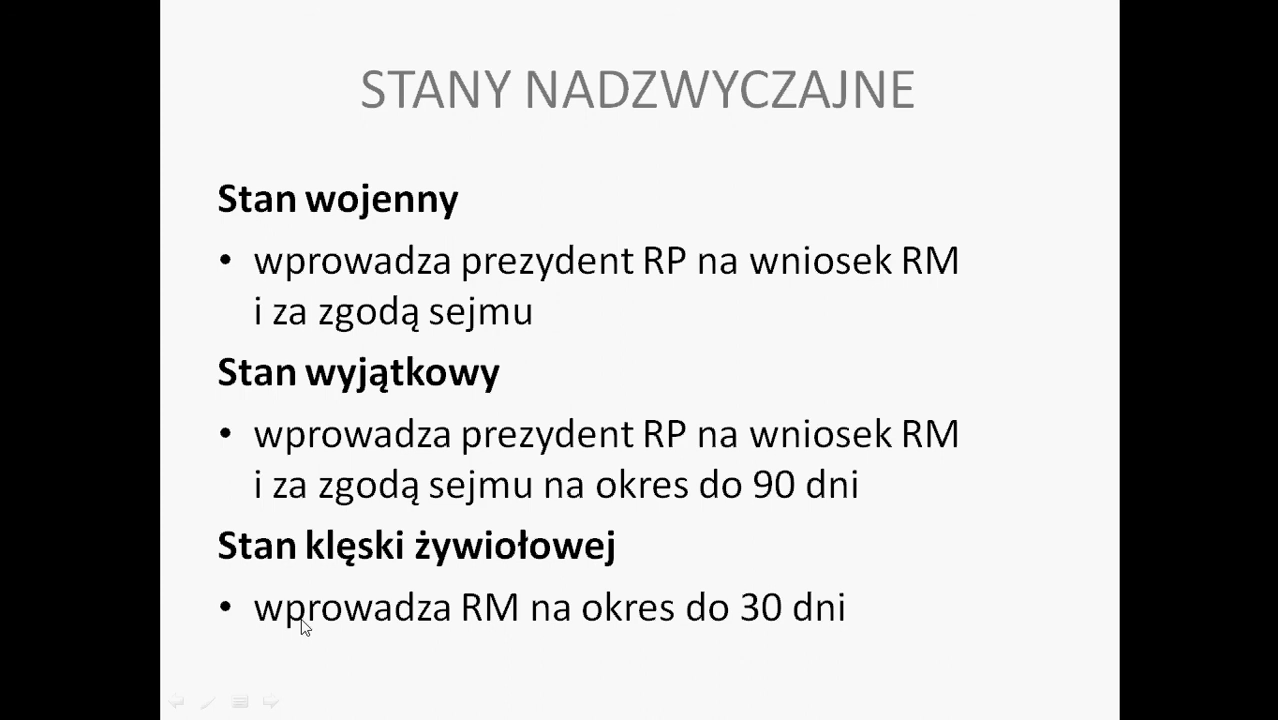 STANY NADZWYCZAJNE
Stan wojenny
• wprowadza prezydent RP na wniosek RM
i za zgodą sejmu
Stan wyjątkowy
• wprowadza prezydent RP na wniosek RM
i za zgodą sejmu na okres do 90 dni
Stan klęski żywiołowej
• wprowadza RM na okres do 30 dni